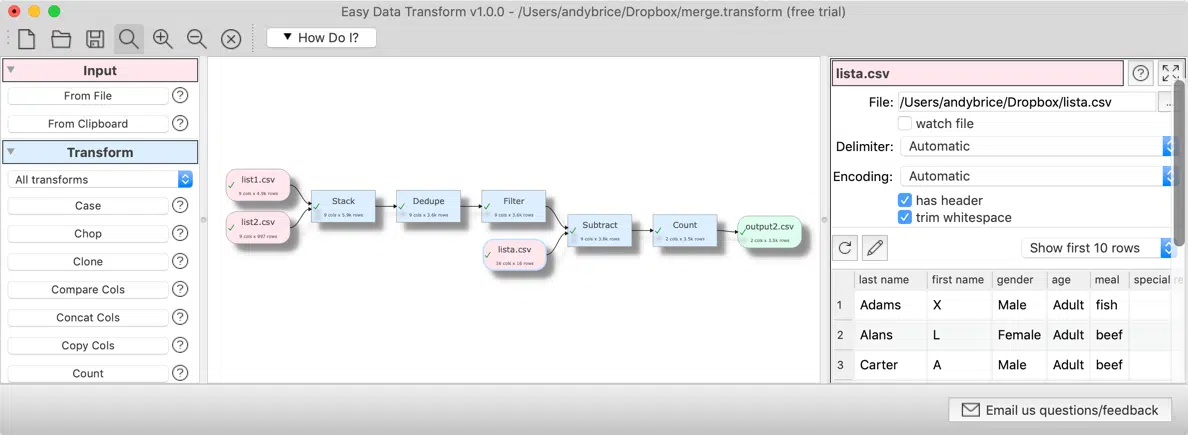 Easy Data Transform v1.0.0 - /Users/andybrice/Dropbox/merge.transform (free trial)
▼ How Do I?
Input
From File
From Clipboard
Transform
All transforms
Case
Chop
Clone
Compare Cols
Concat Cols
Copy Cols
Count
list1.csv
9 cols x 4.9k rows
list2.csv
9 cols x 997 rows
Stack
9 cols x 5.9k rows
Dedupe
9 cols x 3.6k rows
Filter
9 cols x 3.6k rows
lista.csv
16 rows
Subtract
9 cols x 3.6k rows
Count
2 cols x 3.5k rows
output2.csv
2 cols x 3.5k rows
lista.csv
File: /Users/andybrice/Dropbox/lista.csv ...
watch file
Delimiter: Automatic
Encoding: Automatic
has header
trim whitespace
Show first 10 rows
last name first name gender age meal special re
1 Adams X Male Adult fish
2 Alans L Female Adult beef
3 Carter A Male Adult beef
Email us questions/feedback